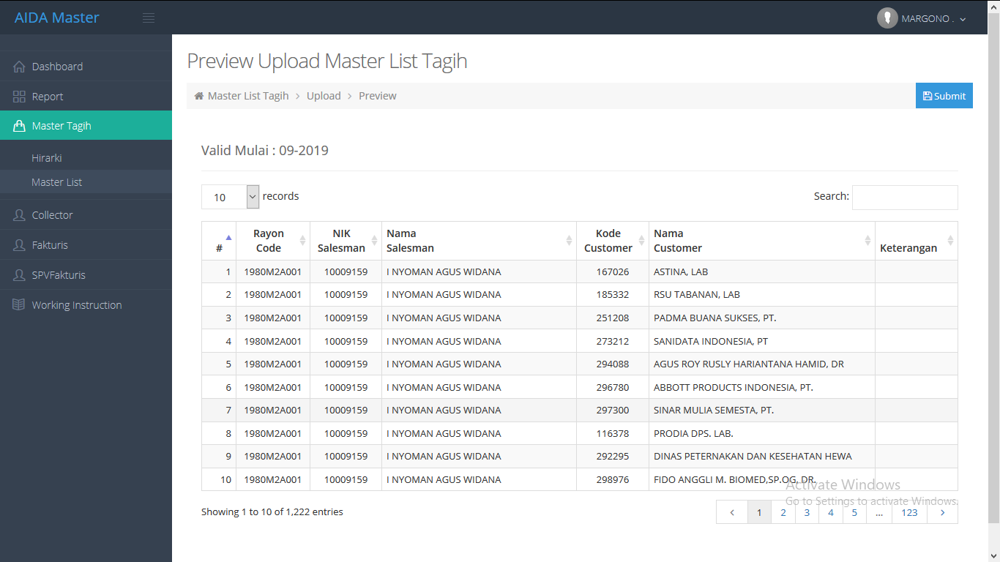 AIDA Master
MARGONO .
Dashboard
Report
Master Tagih
Hirarki
Master List
Collector
Fakturis
SPVFakturis
Working Instruction
Preview Upload Master List Tagih
Master List Tagih > Upload > Preview
Submit
Valid Mulai : 09-2019
10 records
Search:
# Rayon Code NIK Salesman Nama Salesman Kode Customer Nama Customer Keterangan
1 1980M2A001 10009159 I NYOMAN AGUS WIDANA 167026 ASTINA, LAB
2 1980M2A001 10009159 I NYOMAN AGUS WIDANA 185332 RSU TABANAN, LAB
3 1980M2A001 10009159 I NYOMAN AGUS WIDANA 251208 PADMA BUANA SUKSES, PT.
4 1980M2A001 10009159 I NYOMAN AGUS WIDANA 273212 SANIDATA INDONESIA, PT
5 1980M2A001 10009159 I NYOMAN AGUS WIDANA 294088 AGUS ROY RUSLY HARIANTANA HAMID, DR
6 1980M2A001 10009159 I NYOMAN AGUS WIDANA 296780 ABBOTT PRODUCTS INDONESIA, PT.
7 1980M2A001 10009159 I NYOMAN AGUS WIDANA 297300 SINAR MULIA SEMESTA, PT.
8 1980M2A001 10009159 I NYOMAN AGUS WIDANA 116378 PRODIA DPS. LAB.
9 1980M2A001 10009159 I NYOMAN AGUS WIDANA 292295 DINAS PETERNAKAN DAN KESEHATAN HEWA
10 1980M2A001 10009159 I NYOMAN AGUS WIDANA 298976 FIDO ANGGLI M. BIOMED,SP.OG, DR.
Activate Windows
Go to Settings to activate Windows.
Showing 1 to 10 of 1,222 entries
< 1 2 3 4 5 ... 123 >